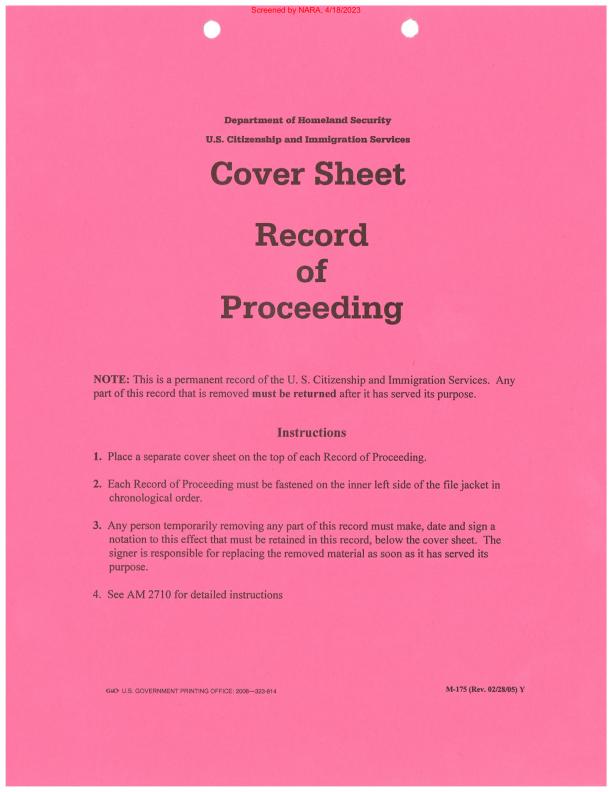 Screened by NARA, 4/18/2023
Department of Homeland Security
U.S. Citizenship and Immigration Services
Cover Sheet
Record
of
Proceeding
NOTE: This is a permanent record of the U. S. Citizenship and Immigration Services. Any
part of this record that is removed must be returned after it has served its purpose.
Instructions
1. Place a separate cover sheet on the top of each Record of Proceeding.
2. Each Record of Proceeding must be fastened on the inner left side of the file jacket in
chronological order.
3. Any person temporarily removing any part of this record must make, date and sign a
notation to this effect that must be retained in this record, below the cover sheet. The
signer is responsible for replacing the removed material as soon as it has served its
purpose.
4. See AM 2710 for detailed instructions
GPO U.S. GOVERNMENT PRINTING OFFICE: 2006—323-814
M-175 (Rev. 02/28/05) Y